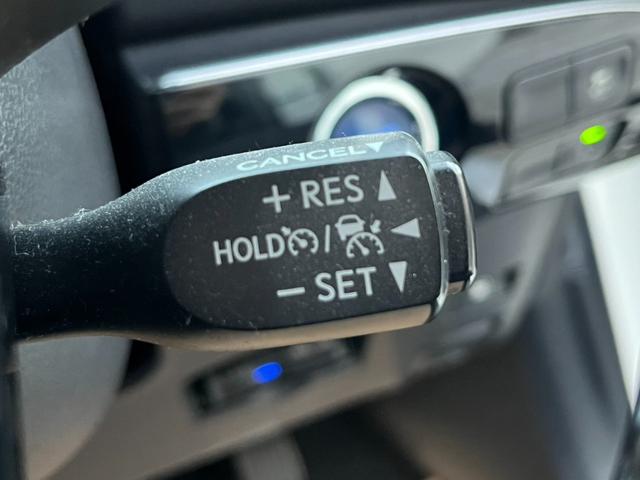 CANCEL▼
+ RES ▲
HOLD / ◀
− SET ▼